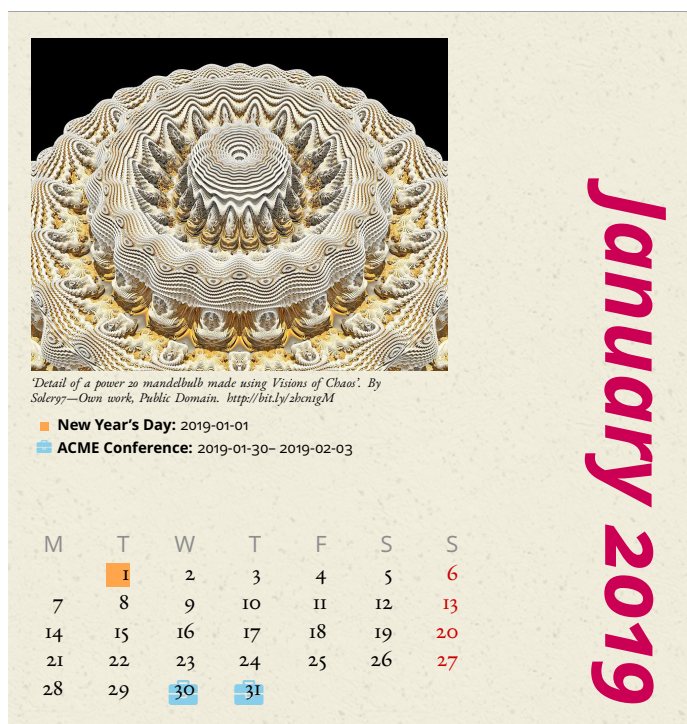 ‘Detail of a power 20 mandelbulb made using Visions of Chaos’. By
Soler97—Own work, Public Domain. http://bit.ly/2hcn1gM
New Year’s Day: 2019-01-01
ACME Conference: 2019-01-30– 2019-02-03
M T W T F S S
1 2 3 4 5 6
7 8 9 10 11 12 13
14 15 16 17 18 19 20
21 22 23 24 25 26 27
28 29 30 31
January 2019